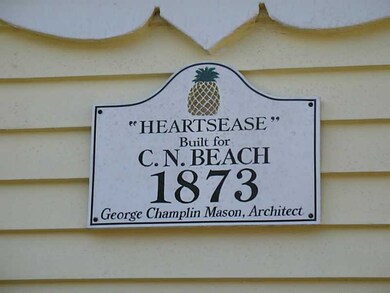 "HEARTSEASE"
Built for
C. N. BEACH
1873
George Champlin Mason, Architect